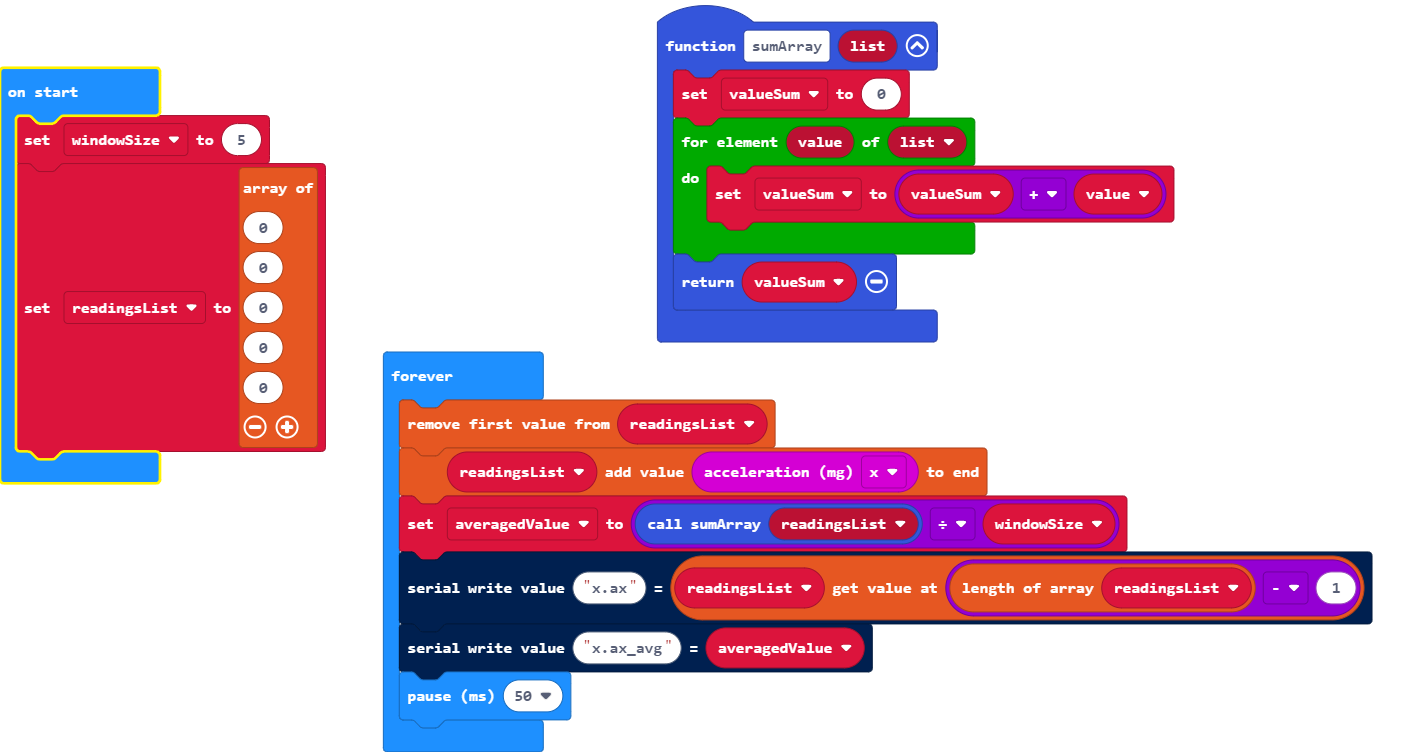 on start
set windowSize to 5
array of
0
0
set readingsList to 0
0
0
function sumArray list
set valueSum to 0
for element value of list
do set valueSum to valueSum + value
return valueSum
forever
remove first value from readingsList
readingsList add value acceleration (mg) x to end
set averagedValue to call sumArray readingsList ÷ windowSize
serial write value "x.ax" = readingsList get value at length of array readingsList - 1
serial write value "x.ax_avg" = averagedValue
pause (ms) 50